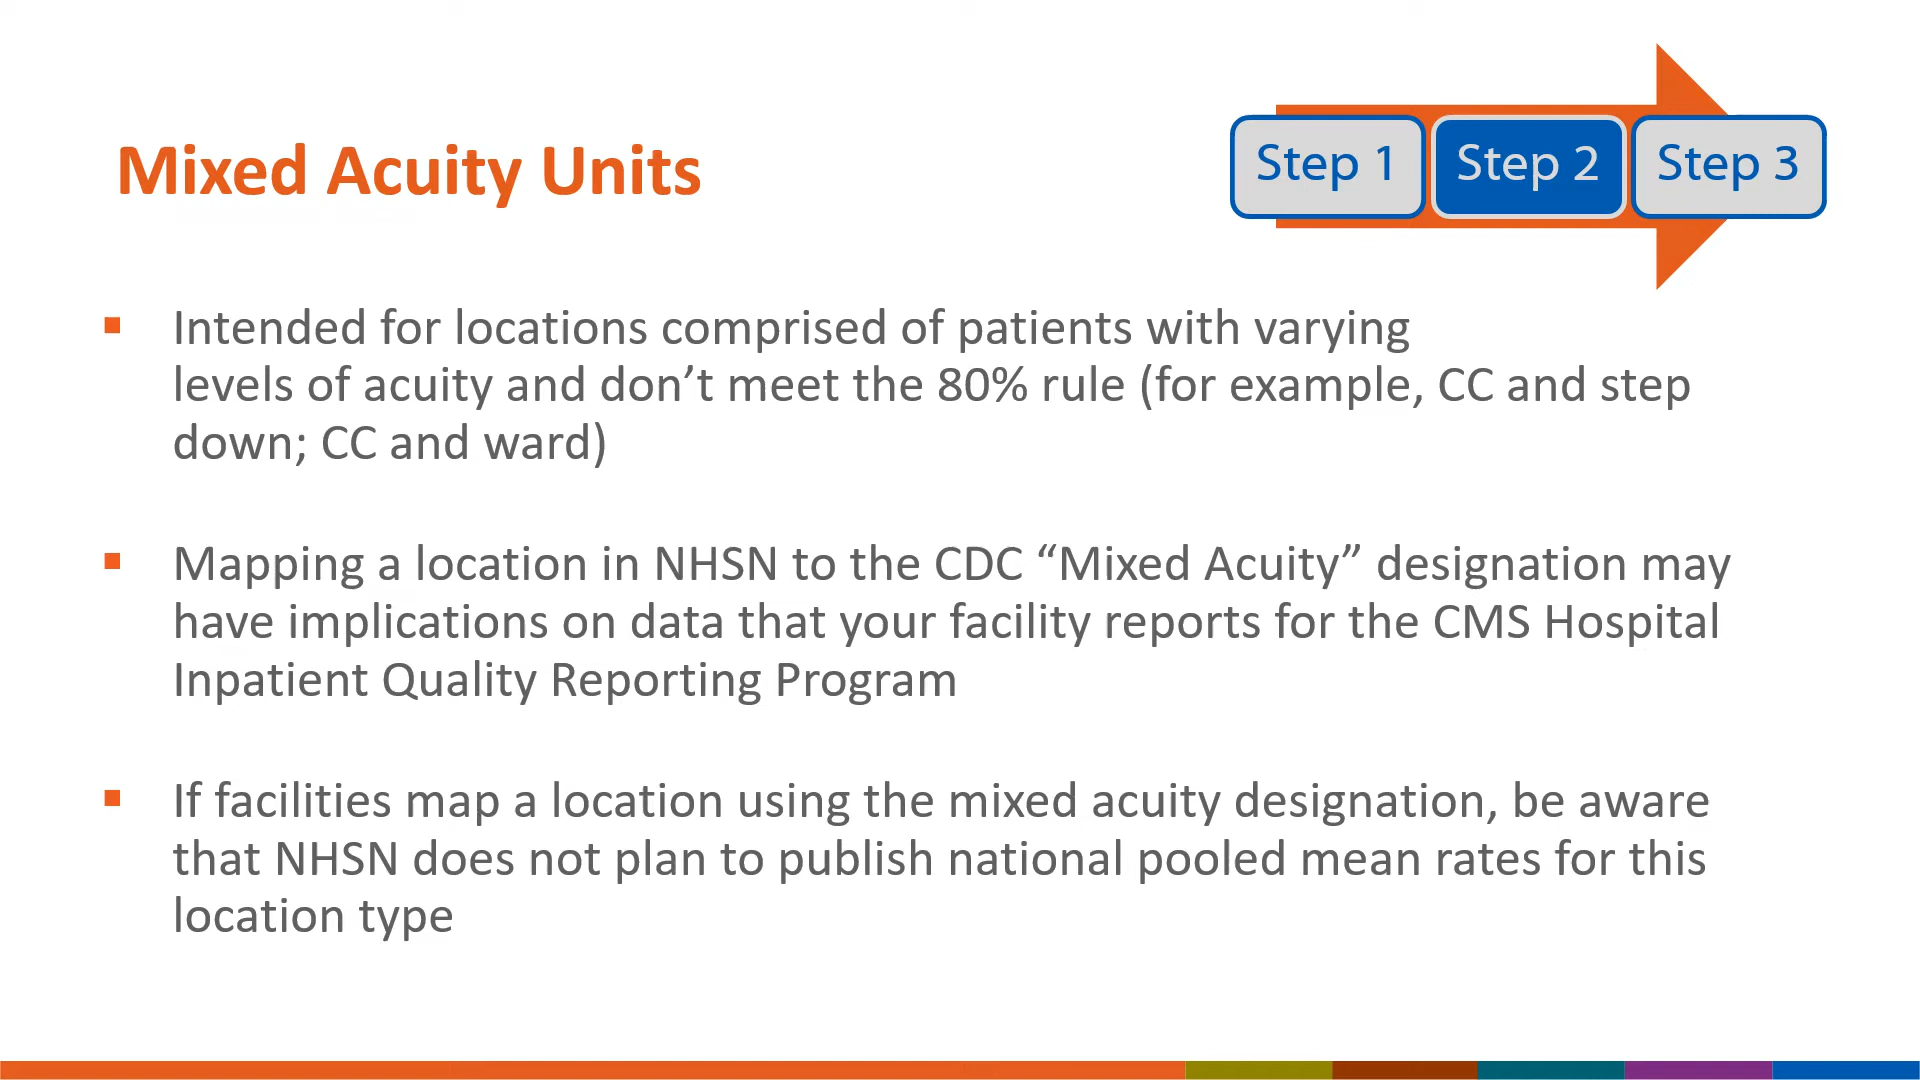 Mixed Acuity Units
Step 1
Step 2
Step 3
▪ Intended for locations comprised of patients with varying
levels of acuity and don’t meet the 80% rule (for example, CC and step
down; CC and ward)
▪ Mapping a location in NHSN to the CDC “Mixed Acuity” designation may
have implications on data that your facility reports for the CMS Hospital
Inpatient Quality Reporting Program
▪ If facilities map a location using the mixed acuity designation, be aware
that NHSN does not plan to publish national pooled mean rates for this
location type